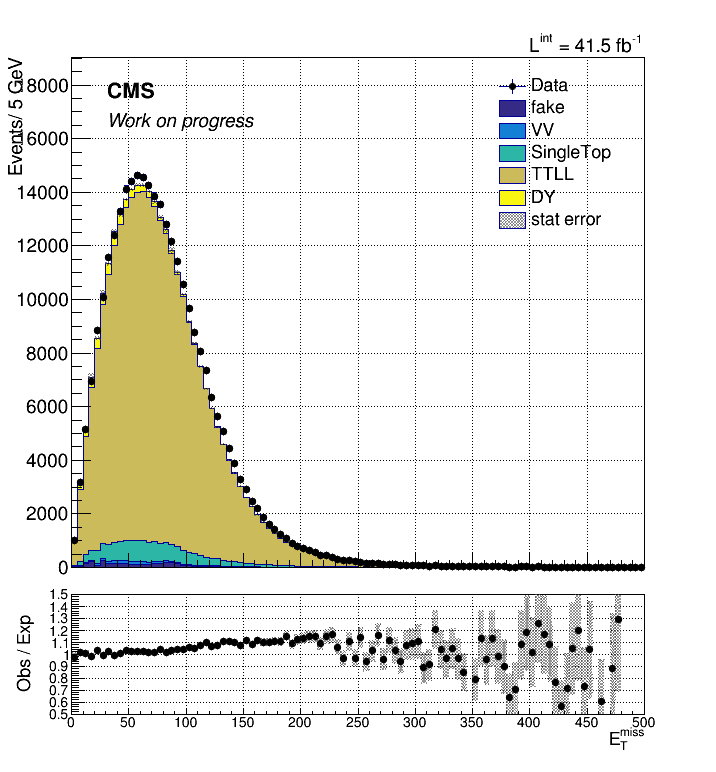 L^int = 41.5 fb^-1
Events/ 5 GeV
CMS
Work on progress
Data
fake
VV
SingleTop
TTLL
DY
stat error
18000
16000
14000
12000
10000
8000
6000
4000
2000
0
Obs / Exp
1.5
1.4
1.3
1.2
1.1
1
0.9
0.8
0.7
0.6
0.5
0 50 100 150 200 250 300 350 400 450 500
E_T^miss